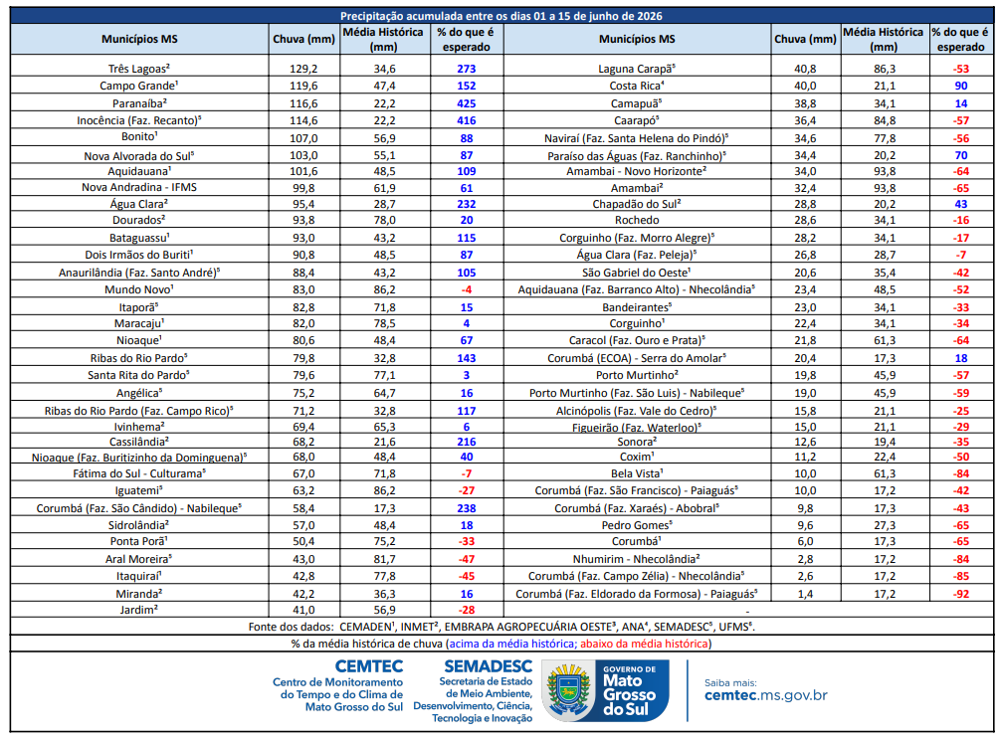 Precipitação acumulada entre os dias 01 a 15 de junho de 2026
Municípios MS | Chuva (mm) | Média Histórica (mm) | % do que é esperado | Municípios MS | Chuva (mm) | Média Histórica (mm) | % do que é esperado
Três Lagoas² | 129,2 | 34,6 | 273 | Laguna Carapã⁵ | 40,8 | 86,3 | -53
Campo Grande¹ | 119,6 | 47,4 | 152 | Costa Rica⁴ | 40,0 | 21,1 | 90
Paranaíba² | 116,6 | 22,2 | 425 | Camapuã⁵ | 38,8 | 34,1 | 14
Inocência (Faz. Recanto)⁵ | 114,6 | 22,2 | 416 | Caarapó⁵ | 36,4 | 84,8 | -57
Bonito¹ | 107,0 | 56,9 | 88 | Naviraí (Faz. Santa Helena do Pindó)⁵ | 34,6 | 77,8 | -56
Nova Alvorada do Sul⁵ | 103,0 | 55,1 | 87 | Paraíso das Águas (Faz. Ranchinho)⁵ | 34,4 | 20,2 | 70
Aquidauana¹ | 101,6 | 48,5 | 109 | Amambai - Novo Horizonte² | 34,0 | 93,8 | -64
Nova Andradina - IFMS | 99,8 | 61,9 | 61 | Amambai² | 32,4 | 93,8 | -65
Água Clara² | 95,4 | 28,7 | 232 | Chapadão do Sul² | 28,8 | 20,2 | 43
Dourados² | 93,8 | 78,0 | 20 | Rochedo | 28,6 | 34,1 | -16
Bataguassu¹ | 93,0 | 43,2 | 115 | Corguinho (Faz. Morro Alegre)⁵ | 28,2 | 34,1 | -17
Dois Irmãos do Buriti¹ | 90,8 | 48,5 | 87 | Água Clara (Faz. Peleja)⁵ | 26,8 | 28,7 | -7
Anaurilândia (Faz. Santo André)⁵ | 88,4 | 43,2 | 105 | São Gabriel do Oeste¹ | 20,6 | 35,4 | -42
Mundo Novo¹ | 83,0 | 86,2 | -4 | Aquidauana (Faz. Barranco Alto) - Nhecolândia⁵ | 23,4 | 48,5 | -52
Itaporã⁵ | 82,8 | 71,8 | 15 | Bandeirantes⁵ | 23,0 | 34,1 | -33
Maracaju¹ | 82,0 | 78,5 | 4 | Corguinho¹ | 22,4 | 34,1 | -34
Nioaque¹ | 80,6 | 48,4 | 67 | Caracol (Faz. Ouro e Prata)⁵ | 21,8 | 61,3 | -64
Ribas do Rio Pardo⁵ | 79,8 | 32,8 | 143 | Corumbá (ECOA) - Serra do Amolar⁵ | 20,4 | 17,3 | 18
Santa Rita do Pardo⁵ | 79,6 | 77,1 | 3 | Porto Murtinho² | 19,8 | 45,9 | -57
Angélica⁵ | 75,2 | 64,7 | 16 | Porto Murtinho (Faz. São Luis) - Nabileque⁵ | 19,0 | 45,9 | -59
Ribas do Rio Pardo (Faz. Campo Rico)⁵ | 71,2 | 32,8 | 117 | Alcinópolis (Faz. Vale do Cedro)⁵ | 15,8 | 21,1 | -25
Ivinhema² | 69,4 | 65,3 | 6 | Figueirão (Faz. Waterloo)⁵ | 15,0 | 21,1 | -29
Cassilândia² | 68,2 | 21,6 | 216 | Sonora² | 12,6 | 19,4 | -35
Nioaque (Faz. Buritizinho da Dominguena)⁵ | 68,0 | 48,4 | 40 | Coxim¹ | 11,2 | 22,4 | -50
Fátima do Sul - Culturama⁵ | 67,0 | 71,8 | -7 | Bela Vista¹ | 10,0 | 61,3 | -84
Iguatemi⁵ | 63,2 | 86,2 | -27 | Corumbá (Faz. São Francisco) - Paiaguás⁵ | 10,0 | 17,2 | -42
Corumbá (Faz. São Cândido) - Nabileque⁵ | 58,4 | 17,3 | 238 | Corumbá (Faz. Xaraés) - Abobral⁵ | 9,8 | 17,3 | -43
Sidrolândia² | 57,0 | 48,4 | 18 | Pedro Gomes⁵ | 9,6 | 27,3 | -65
Ponta Porã¹ | 50,4 | 75,2 | -33 | Corumbá¹ | 6,0 | 17,3 | -65
Aral Moreira⁵ | 43,0 | 81,7 | -47 | Nhumirim - Nhecolândia² | 2,8 | 17,2 | -84
Itaquiraí¹ | 42,8 | 77,8 | -45 | Corumbá (Faz. Campo Zélia) - Nhecolândia⁵ | 2,6 | 17,2 | -85
Miranda² | 42,2 | 36,3 | 16 | Corumbá (Faz. Eldorado da Formosa) - Paiaguás⁵ | 1,4 | 17,2 | -92
Jardim² | 41,0 | 56,9 | -28 | -
Fonte dos dados: CEMADEN¹, INMET², EMBRAPA AGROPECUÁRIA OESTE³, ANA⁴, SEMADESC⁵, UFMS⁶.
% da média histórica de chuva (acima da média histórica; abaixo da média histórica)
CEMTEC
Centro de Monitoramento
do Tempo e do Clima de
Mato Grosso do Sul
SEMADESC
Secretaria de Estado
de Meio Ambiente,
Desenvolvimento, Ciência,
Tecnologia e Inovação
GOVERNO DE
Mato
Grosso
do Sul
Saiba mais:
cemtec.ms.gov.br